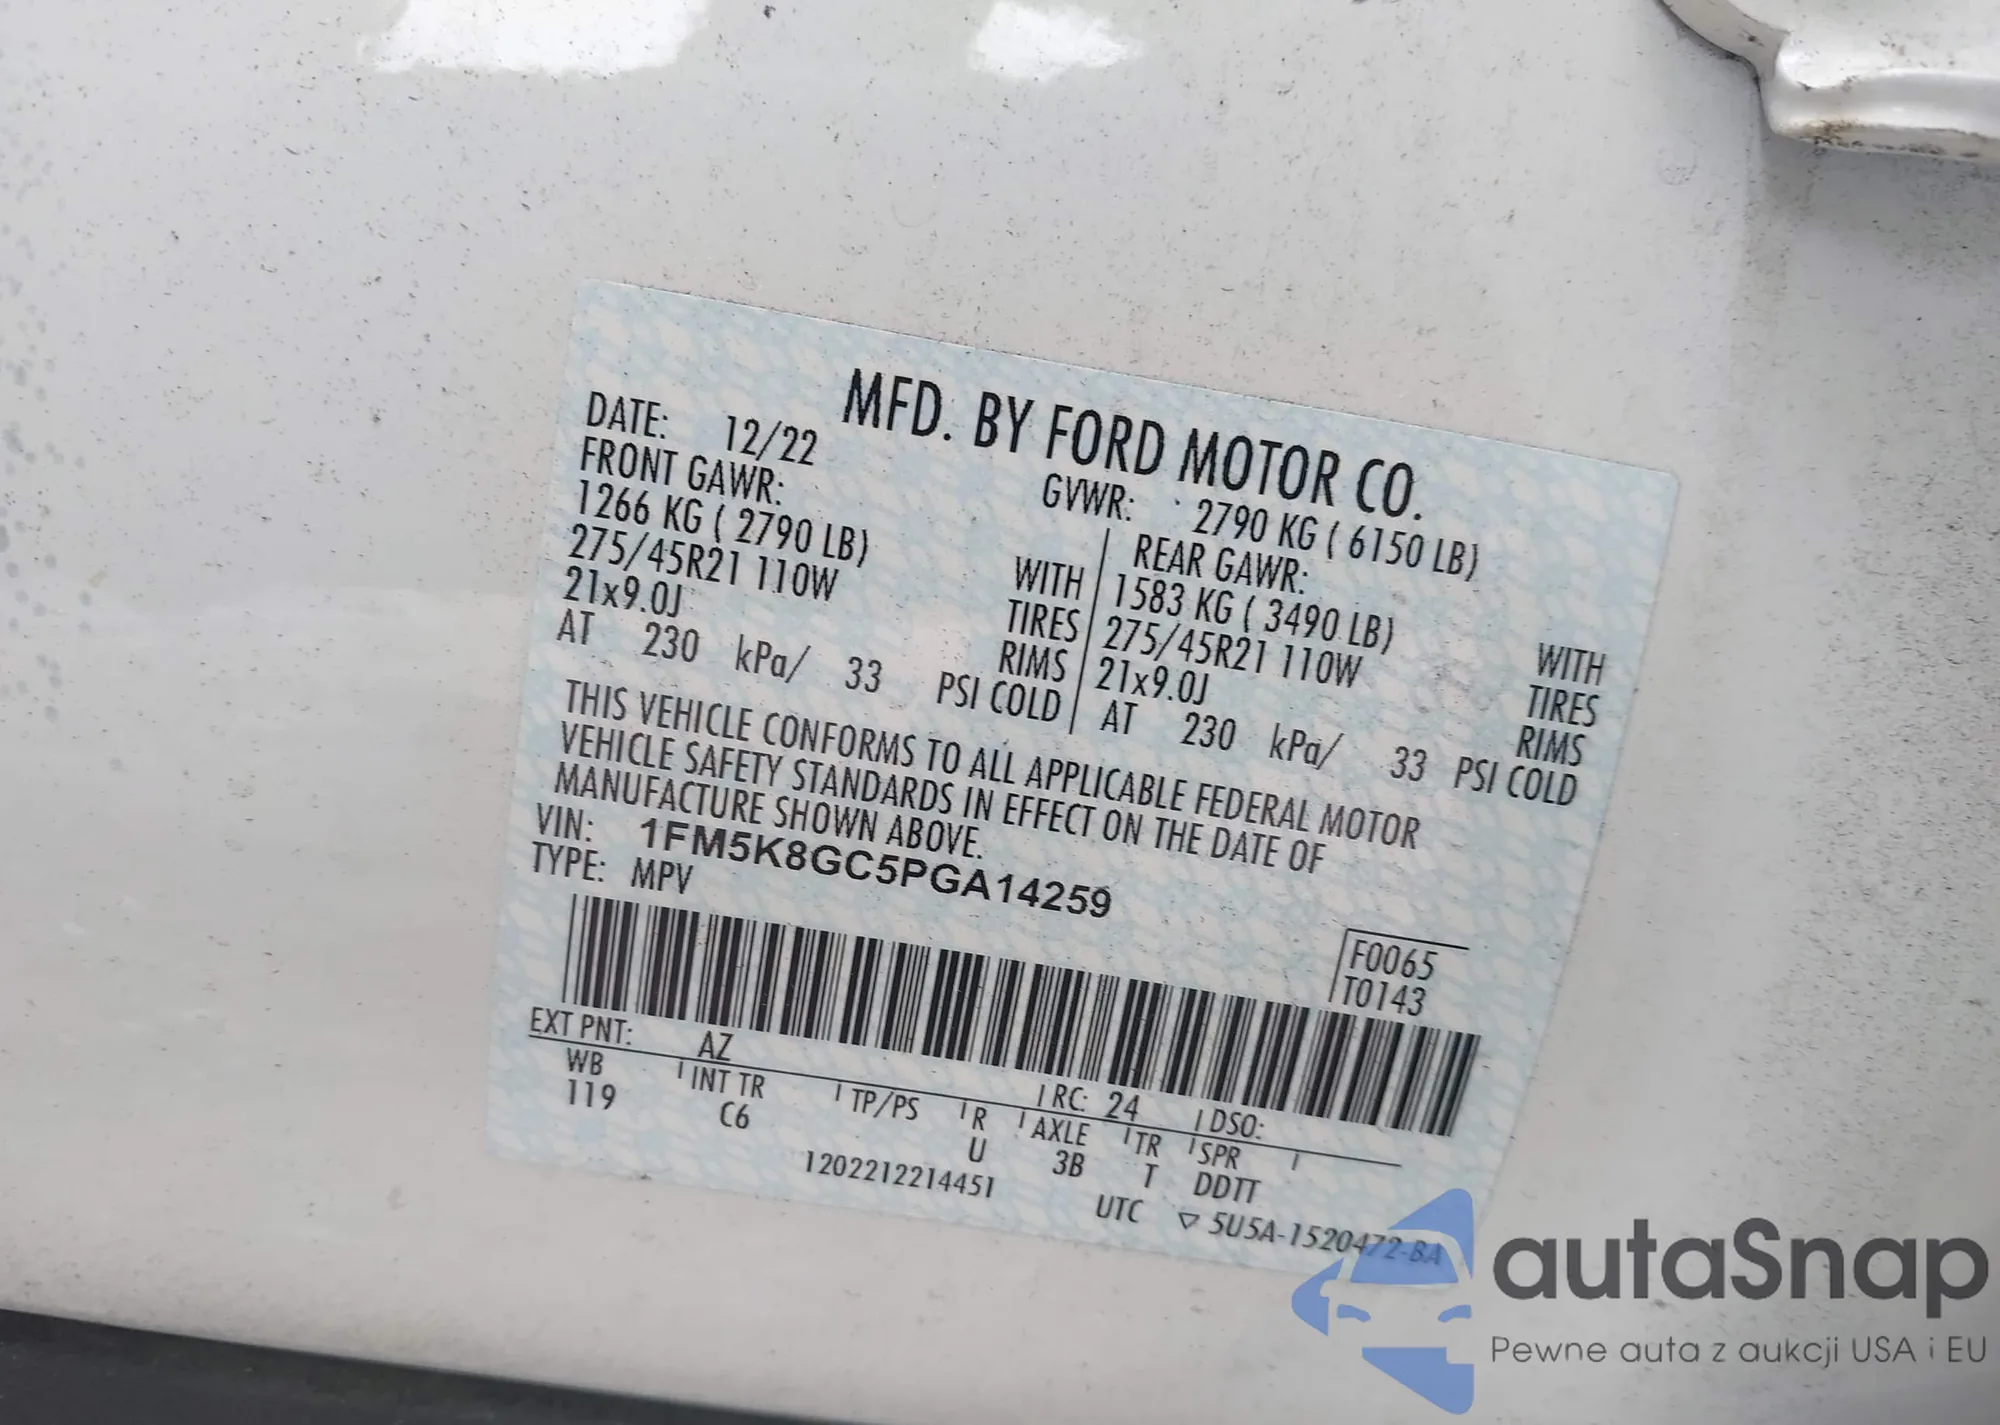 MFD. BY FORD MOTOR CO.
DATE: 12/22
GVWR: 2790 KG ( 6150 LB)
FRONT GAWR:
1266 KG ( 2790 LB) WITH
275/45R21 110W TIRES
21x9.0J RIMS
AT 230 kPa/ 33 PSI COLD
REAR GAWR:
1583 KG ( 3490 LB) WITH
275/45R21 110W TIRES
21x9.0J RIMS
AT 230 kPa/ 33 PSI COLD
THIS VEHICLE CONFORMS TO ALL APPLICABLE FEDERAL MOTOR
VEHICLE SAFETY STANDARDS IN EFFECT ON THE DATE OF
MANUFACTURE SHOWN ABOVE.
VIN: 1FM5K8GC5PGA14259
TYPE: MPV
F0065
T0143
EXT PNT: AZ RC: 24 DSO:
WB INT TR TP/PS R AXLE TR SPR
119 C6 U 3B T DDTT
1202212214451 UTC ▽ 5U5A-1520472-BA
autaSnap
Pewne auta z aukcji USA i EU